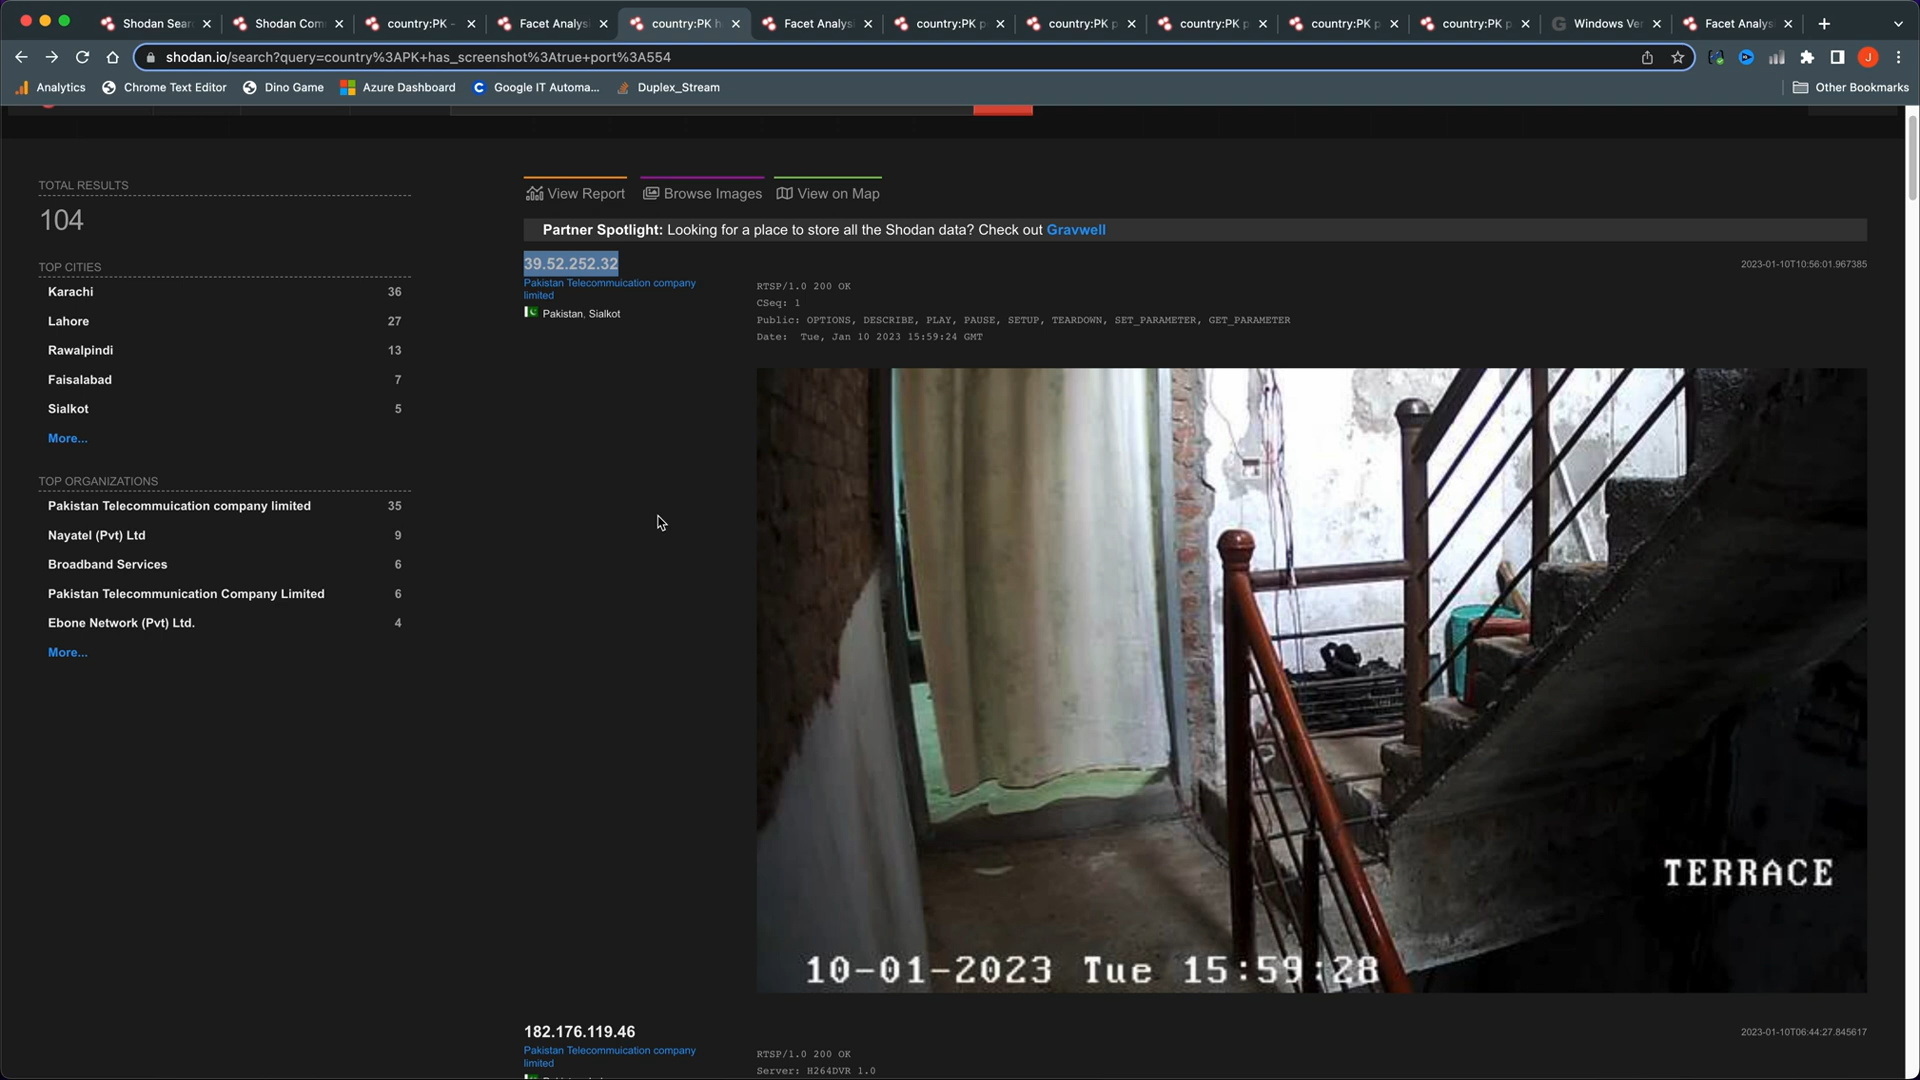 Shodan Sear
Shodan Com
country:PK -
Facet Analys
country:PK h
Facet Analys
country:PK p
country:PK p
country:PK p
country:PK p
country:PK p
Windows Ve
Facet Analys
shodan.io/search?query=country%3APK+has_screenshot%3Atrue+port%3A554
J
Analytics
Chrome Text Editor
Dino Game
Azure Dashboard
Google IT Automa...
Duplex_Stream
Other Bookmarks
TOTAL RESULTS
104
TOP CITIES
Karachi 36
Lahore 27
Rawalpindi 13
Faisalabad 7
Sialkot 5
More...
TOP ORGANIZATIONS
Pakistan Telecommuication company limited 35
Nayatel (Pvt) Ltd 9
Broadband Services 6
Pakistan Telecommunication Company Limited 6
Ebone Network (Pvt) Ltd. 4
More...
View Report
Browse Images
View on Map
Partner Spotlight: Looking for a place to store all the Shodan data? Check out Gravwell
39.52.252.32
2023-01-10T10:56:01.967385
Pakistan Telecommuication company
limited
Pakistan, Sialkot
RTSP/1.0 200 OK
CSeq: 1
Public: OPTIONS, DESCRIBE, PLAY, PAUSE, SETUP, TEARDOWN, SET_PARAMETER, GET_PARAMETER
Date: Tue, Jan 10 2023 15:59:24 GMT
TERRACE
10-01-2023 Tue 15:59:28
182.176.119.46
2023-01-10T06:44:27.845617
Pakistan Telecommuication company
limited
RTSP/1.0 200 OK
Server: H264DVR 1.0